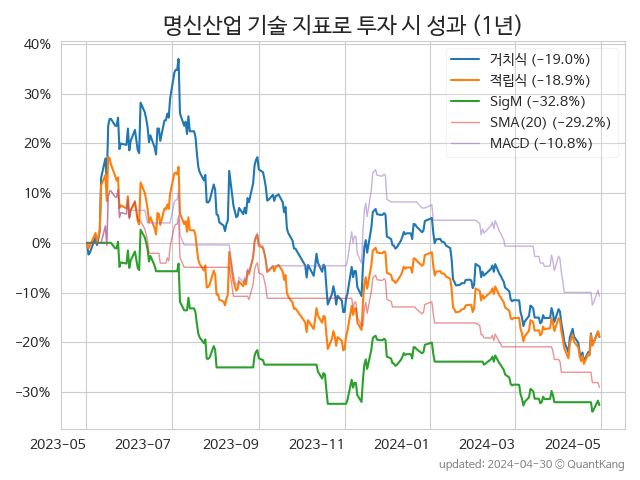 명신산업 기술 지표로 투자 시 성과 (1년)
40%
30%
20%
10%
0%
−10%
−20%
−30%
거치식 (−19.0%)
적립식 (−18.9%)
SigM (−32.8%)
SMA(20) (−29.2%)
MACD (−10.8%)
2023-05 2023-07 2023-09 2023-11 2024-01 2024-03 2024-05
updated: 2024-04-30 © QuantKang